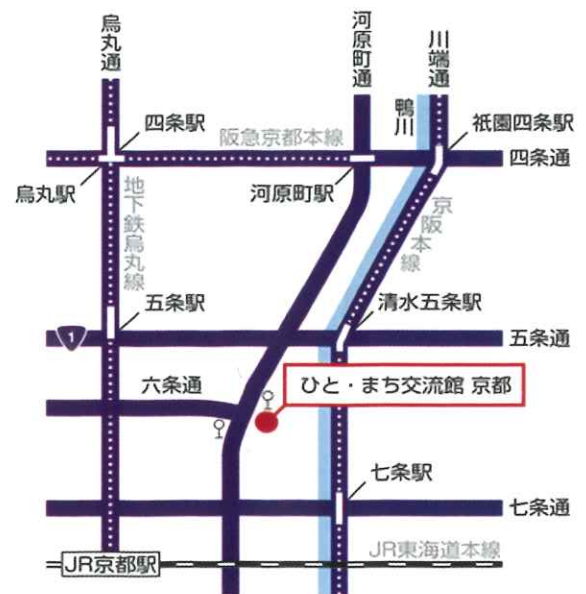 烏丸通
河原町通
川端通
鴨川
四条駅
阪急京都本線
祇園四条駅
四条通
烏丸駅
地下鉄烏丸線
河原町駅
京阪本線
五条駅
清水五条駅
1
五条通
六条通
ひと・まち交流館 京都
七条駅
七条通
JR東海道本線
JR京都駅